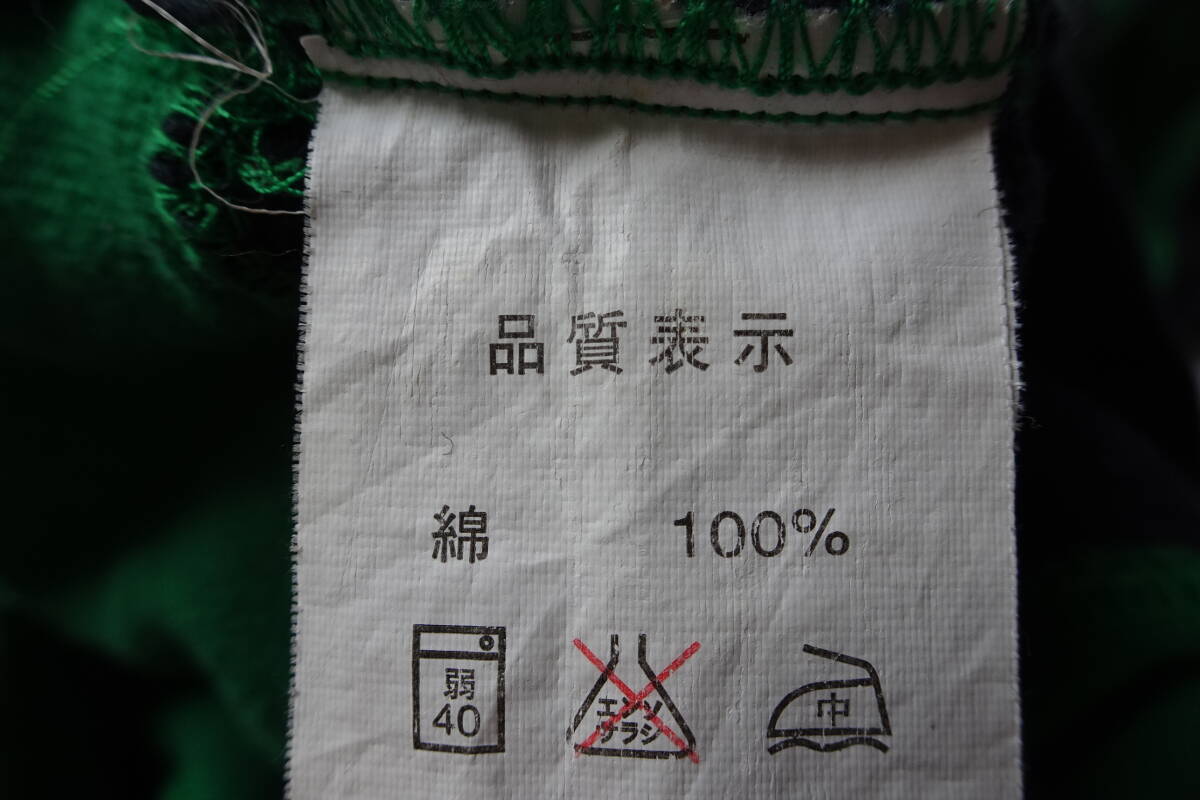 品質表示
綿 100%
弱
40
エンソ
サラシ
中